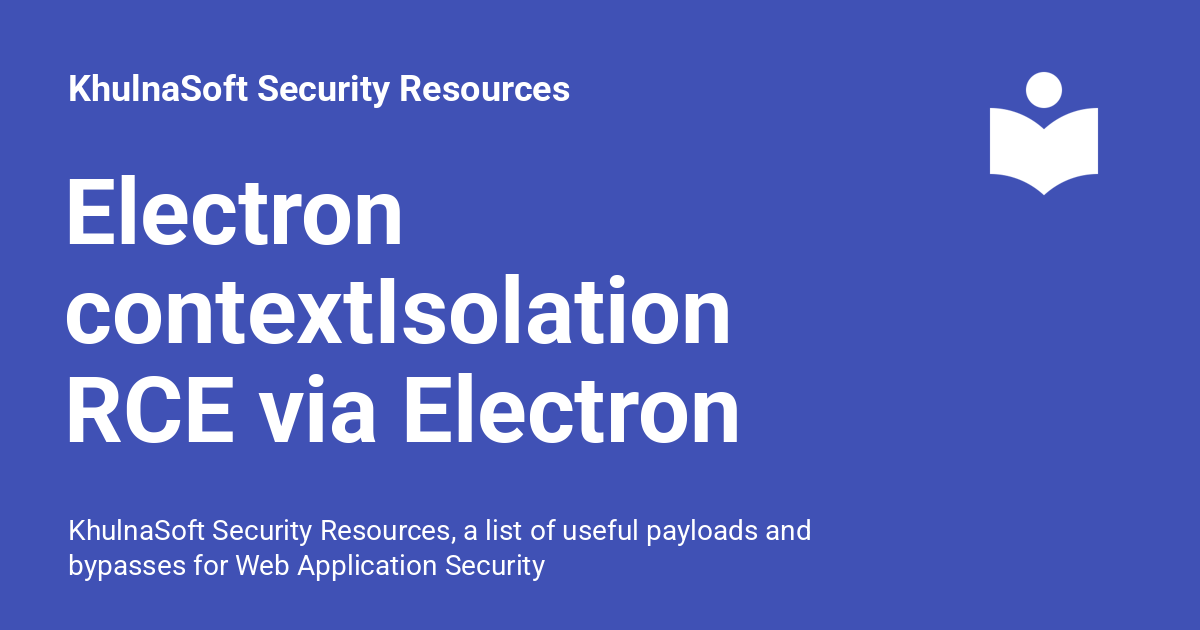 KhulnaSoft Security Resources
Electron
contextIsolation
RCE via Electron
KhulnaSoft Security Resources, a list of useful payloads and
bypasses for Web Application Security